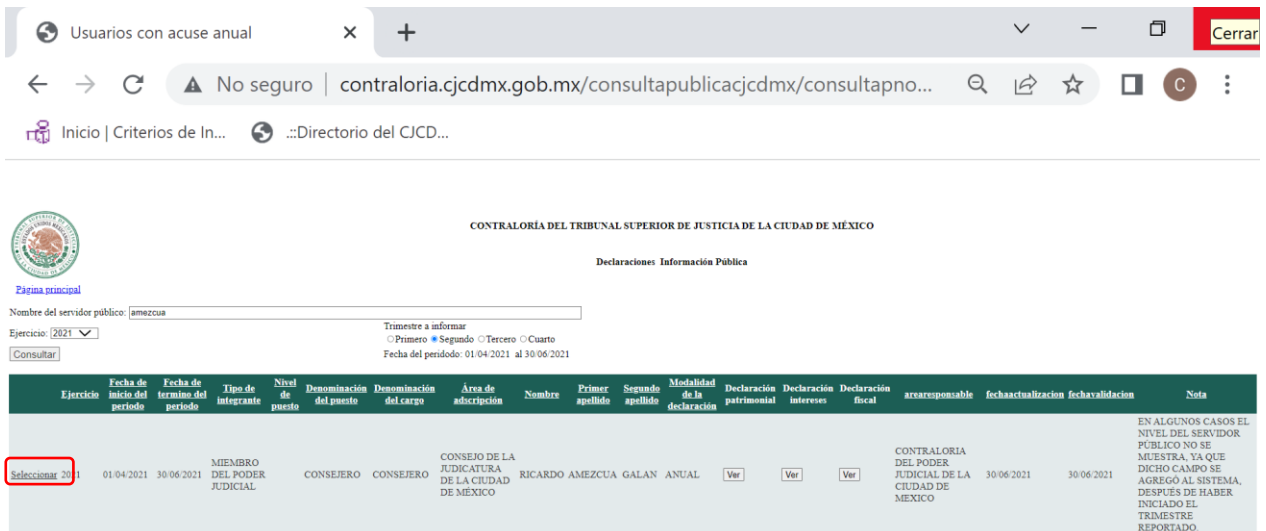 Usuarios con acuse anual
Cerrar
No seguro | contraloria.cjcdmx.gob.mx/consultapublicacjcdmx/consultapno...
C
Inicio | Criterios de In...
.::Directorio del CJCD...
CONTRALORÍA DEL TRIBUNAL SUPERIOR DE JUSTICIA DE LA CIUDAD DE MÉXICO
Declaraciones Información Pública
Página principal
Nombre del servidor público: amezcua
Ejercicio: 2021
Trimestre a informar
Primero Segundo Tercero Cuarto
Consultar
Fecha del peridodo: 01/04/2021 al 30/06/2021
Ejercicio
Fecha de
inicio del
periodo
Fecha de
termino del
periodo
Tipo de
integrante
Nivel
de
puesto
Denominación
del puesto
Denominación
del cargo
Área de
adscripción
Nombre
Primer
apellido
Segundo
apellido
Modalidad
de la
declaración
Declaración
patrimonial
Declaración
intereses
Declaración
fiscal
arearesponsable
fechaactualizacion
fechavalidacion
Nota
Seleccionar
2021
01/04/2021
30/06/2021
MIEMBRO
DEL PODER
JUDICIAL
CONSEJERO
CONSEJERO
CONSEJO DE LA
JUDICATURA
DE LA CIUDAD
DE MÉXICO
RICARDO
AMEZCUA
GALAN
ANUAL
Ver
Ver
Ver
CONTRALORIA
DEL PODER
JUDICIAL DE LA
CIUDAD DE
MEXICO
30/06/2021
30/06/2021
EN ALGUNOS CASOS EL
NIVEL DEL SERVIDOR
PÚBLICO NO SE
MUESTRA, YA QUE
DICHO CAMPO SE
AGREGÓ AL SISTEMA,
DESPUÉS DE HABER
INICIADO EL
TRIMESTRE
REPORTADO.